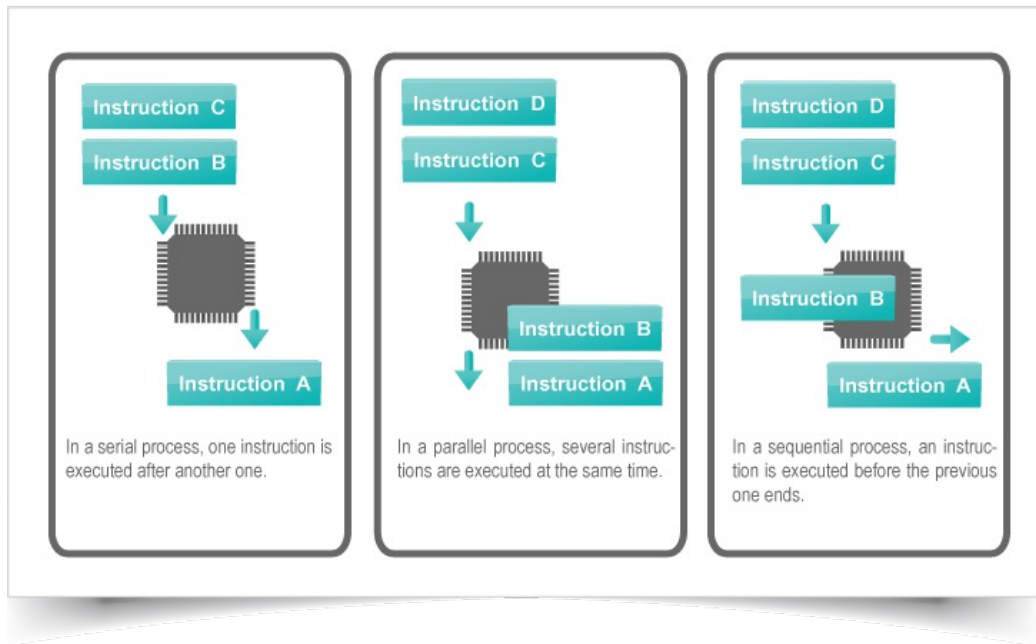 Instruction C
Instruction B
Instruction A
In a serial process, one instruction is
executed after another one.
Instruction D
Instruction C
Instruction B
Instruction A
In a parallel process, several instruc-
tions are executed at the same time.
Instruction D
Instruction C
Instruction B
Instruction A
In a sequential process, an instruc-
tion is executed before the previous
one ends.